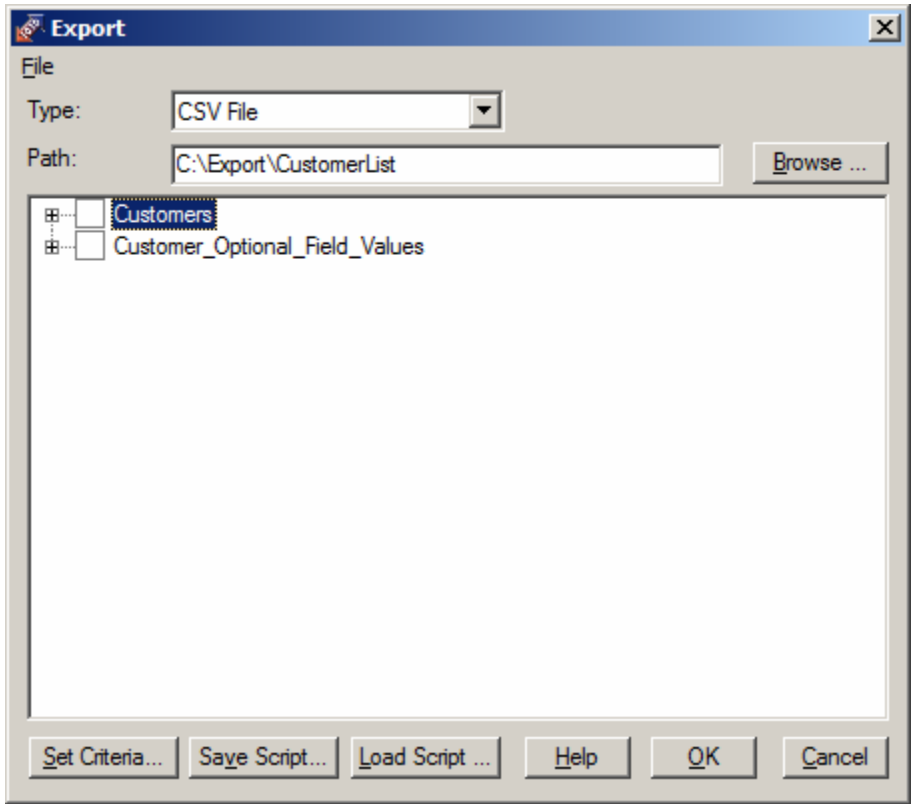 Export
File
Type: CSV File
Path: C:\Export\CustomerList Browse ...
Customers
Customer_Optional_Field_Values
Set Criteria... Save Script... Load Script ... Help OK Cancel